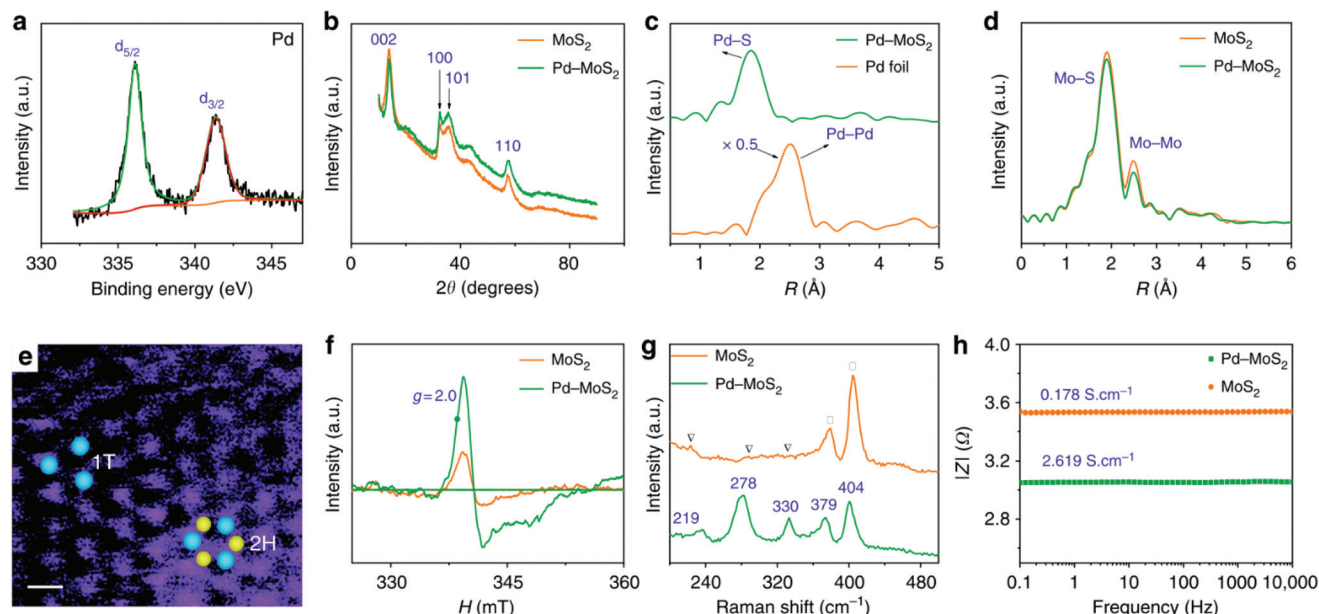 a
Pd
d5/2
d3/2
Intensity (a.u.)
330 335 340 345
Binding energy (eV)
b
002
100
101
110
MoS2
Pd–MoS2
Intensity (a.u.)
0 40 80
2θ (degrees)
c
Pd–S
Pd–MoS2
Pd foil
× 0.5
Pd–Pd
Intensity (a.u.)
1 2 3 4 5
R (Å)
d
MoS2
Pd–MoS2
Mo–S
Mo–Mo
Intensity (a.u.)
0 1 2 3 4 5 6
R (Å)
e
1T
2H
f
MoS2
Pd–MoS2
g = 2.0
Intensity (a.u.)
330 345 360
H (mT)
g
MoS2
Pd–MoS2
219
278
330
379
404
Intensity (a.u.)
240 320 400 480
Raman shift (cm−1)
h
4.0
3.6
3.2
2.8
Pd–MoS2
MoS2
0.178 S.cm−1
2.619 S.cm−1
|Z| (Ω)
0.1 1 10 100 1000 10,000
Frequency (Hz)